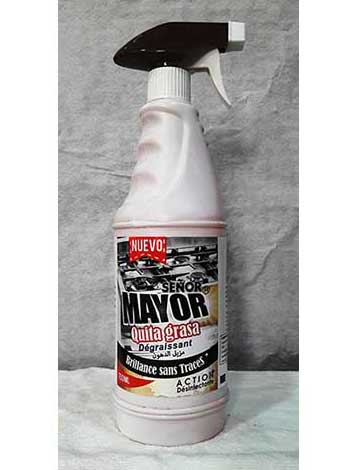 ¡NUEVO!
SEÑOR
MAYOR
Quita grasa
Dégraissant
مزيل الدهون
Brillance sans Traces
ACTION
Désinfectante